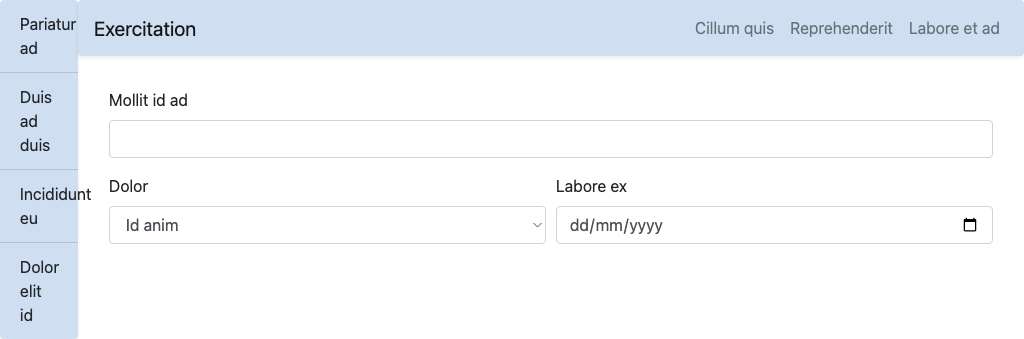 Pariatur
ad
Duis
ad
duis
Incididunt
eu
Dolor
elit
id
Exercitation
Cillum quis
Reprehenderit
Labore et ad
Mollit id ad
Dolor
Id anim
Labore ex
dd/mm/yyyy